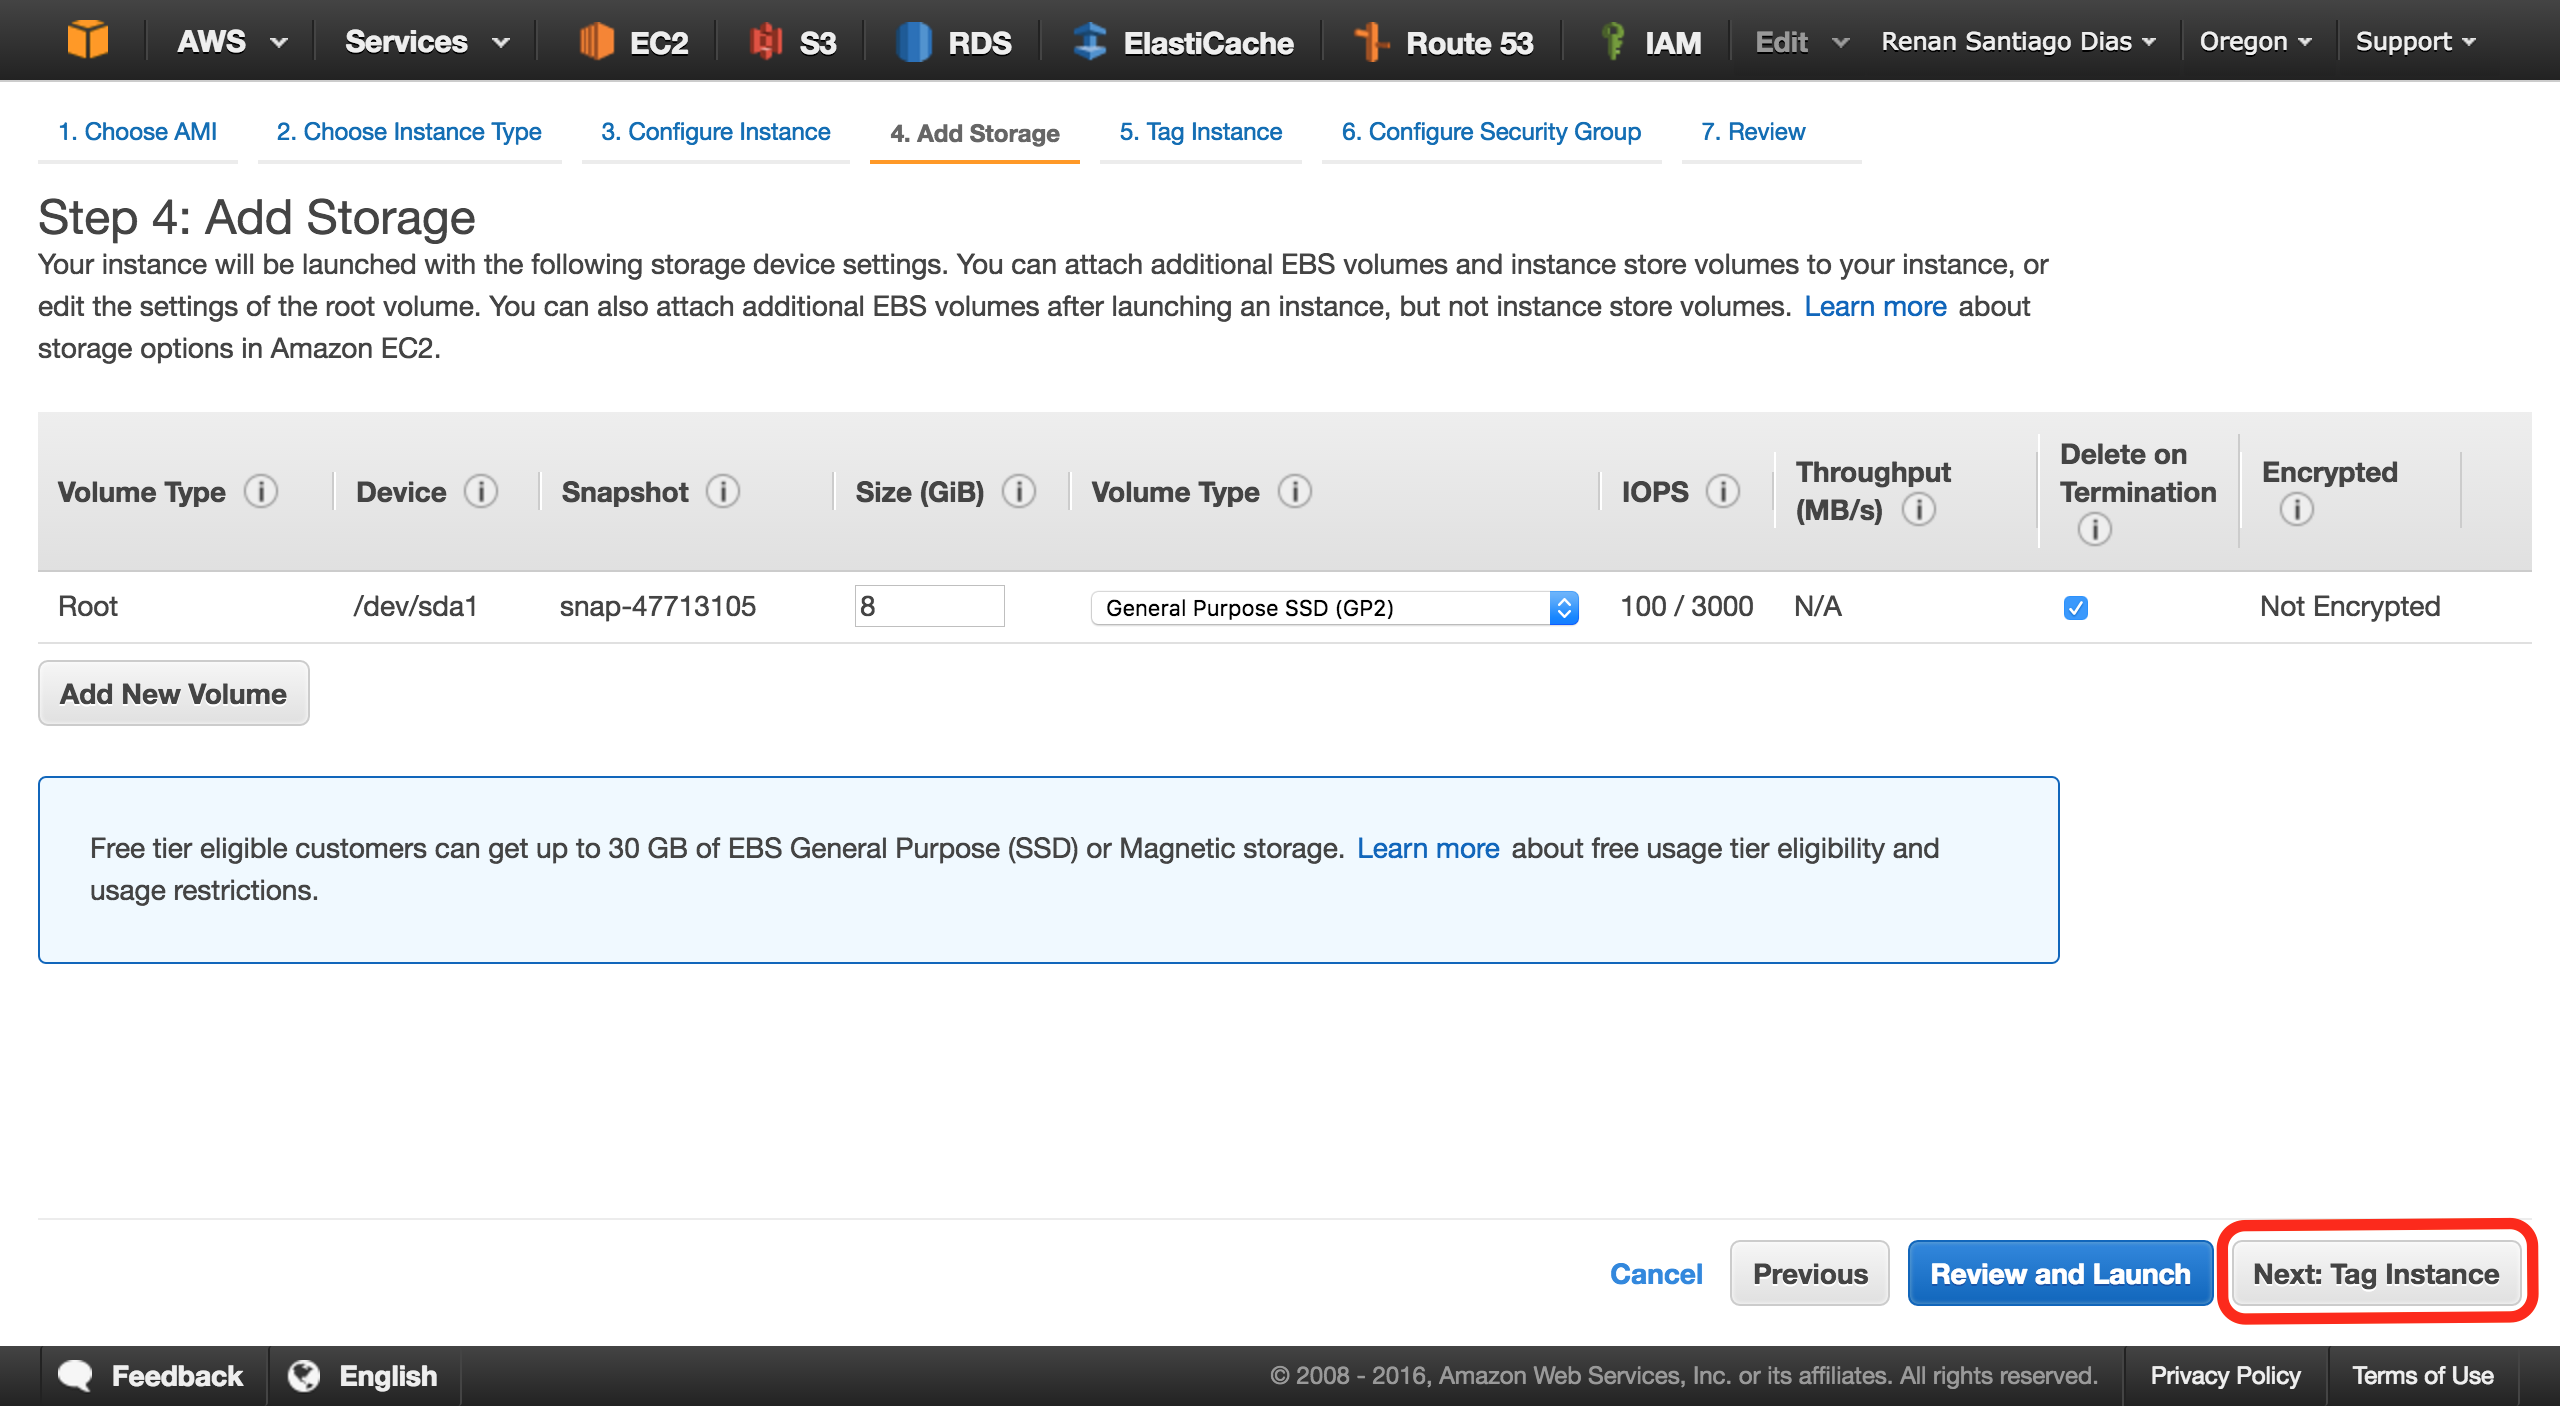 AWS Services EC2 S3 RDS ElastiCache Route 53 IAM Edit Renan Santiago Dias Oregon Support
1. Choose AMI 2. Choose Instance Type 3. Configure Instance 4. Add Storage 5. Tag Instance 6. Configure Security Group 7. Review
Step 4: Add Storage
Your instance will be launched with the following storage device settings. You can attach additional EBS volumes and instance store volumes to your instance, or
edit the settings of the root volume. You can also attach additional EBS volumes after launching an instance, but not instance store volumes. Learn more about
storage options in Amazon EC2.
Volume Type i Device i Snapshot i Size (GiB) i Volume Type i IOPS i Throughput (MB/s) i Delete on Termination i Encrypted i
Root /dev/sda1 snap-47713105 8 General Purpose SSD (GP2) 100 / 3000 N/A Not Encrypted
Add New Volume
Free tier eligible customers can get up to 30 GB of EBS General Purpose (SSD) or Magnetic storage. Learn more about free usage tier eligibility and
usage restrictions.
Cancel Previous Review and Launch Next: Tag Instance
Feedback English © 2008 - 2016, Amazon Web Services, Inc. or its affiliates. All rights reserved. Privacy Policy Terms of Use